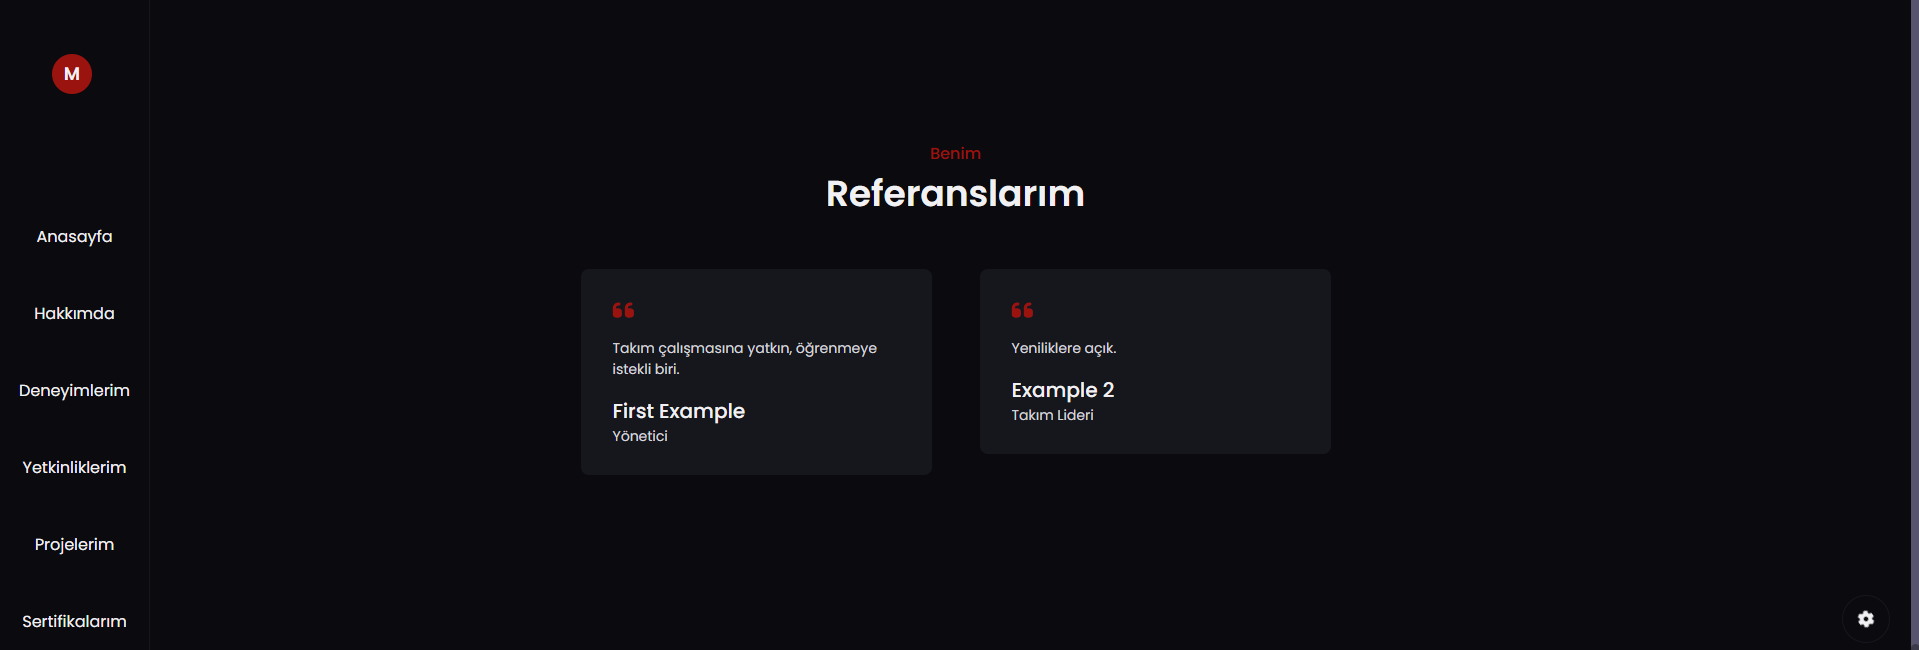 M
Anasayfa
Hakkımda
Deneyimlerim
Yetkinliklerim
Projelerim
Sertifikalarım
Benim
Referanslarım
Takım çalışmasına yatkın, öğrenmeye
istekli biri.
First Example
Yönetici
Yeniliklere açık.
Example 2
Takım Lideri